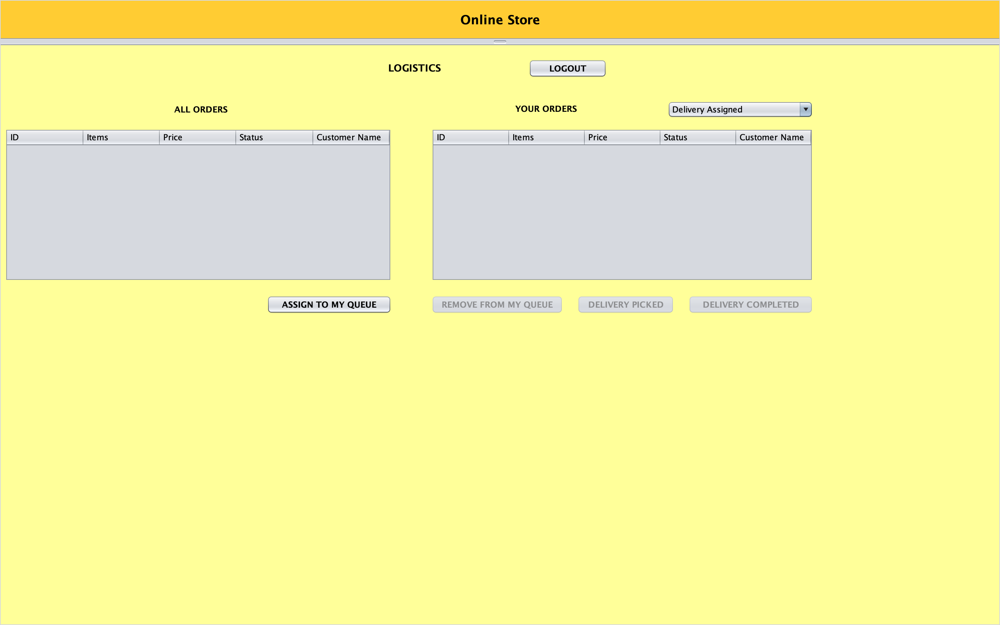 Online Store
LOGISTICS
LOGOUT
ALL ORDERS
YOUR ORDERS
Delivery Assigned
ID Items Price Status Customer Name
ID Items Price Status Customer Name
ASSIGN TO MY QUEUE
REMOVE FROM MY QUEUE
DELIVERY PICKED
DELIVERY COMPLETED